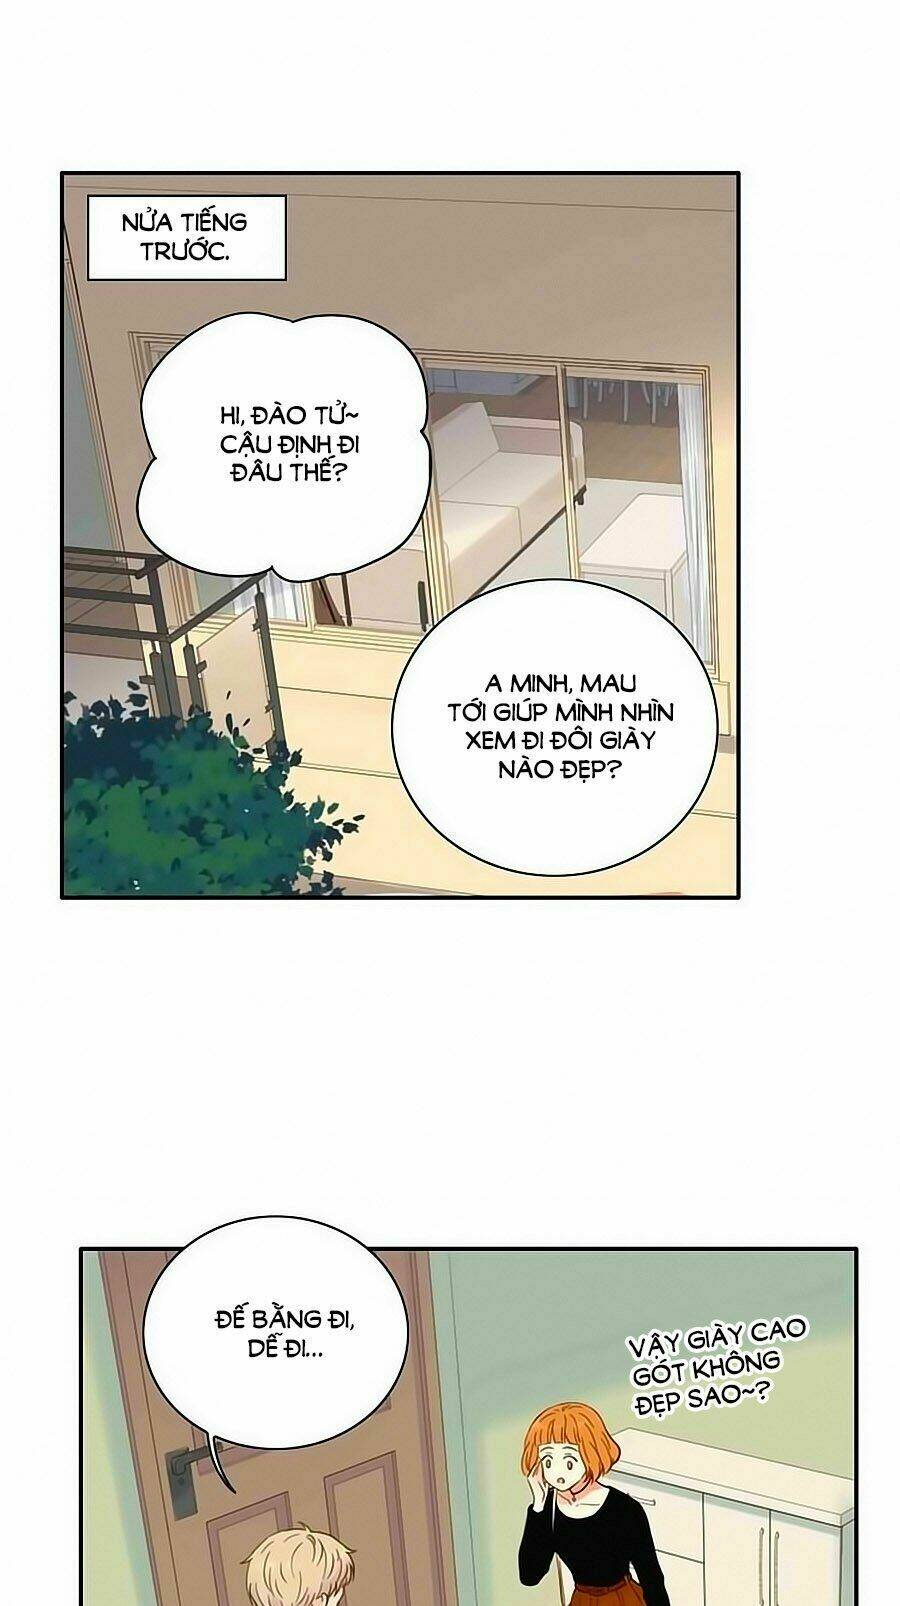 NỬA TIẾNG
TRƯỚC.
HI, ĐÀO TỬ~
CẬU ĐỊNH ĐI
ĐÂU THẾ?
A MINH, MAU
TỚI GIÚP MÌNH NHÌN
XEM ĐI ĐÔI GIÀY
NÀO ĐẸP?
ĐẾ BẰNG ĐI,
DẾ ĐI...
VẬY GIÀY CAO
GÓT KHÔNG
ĐẸP SAO~?